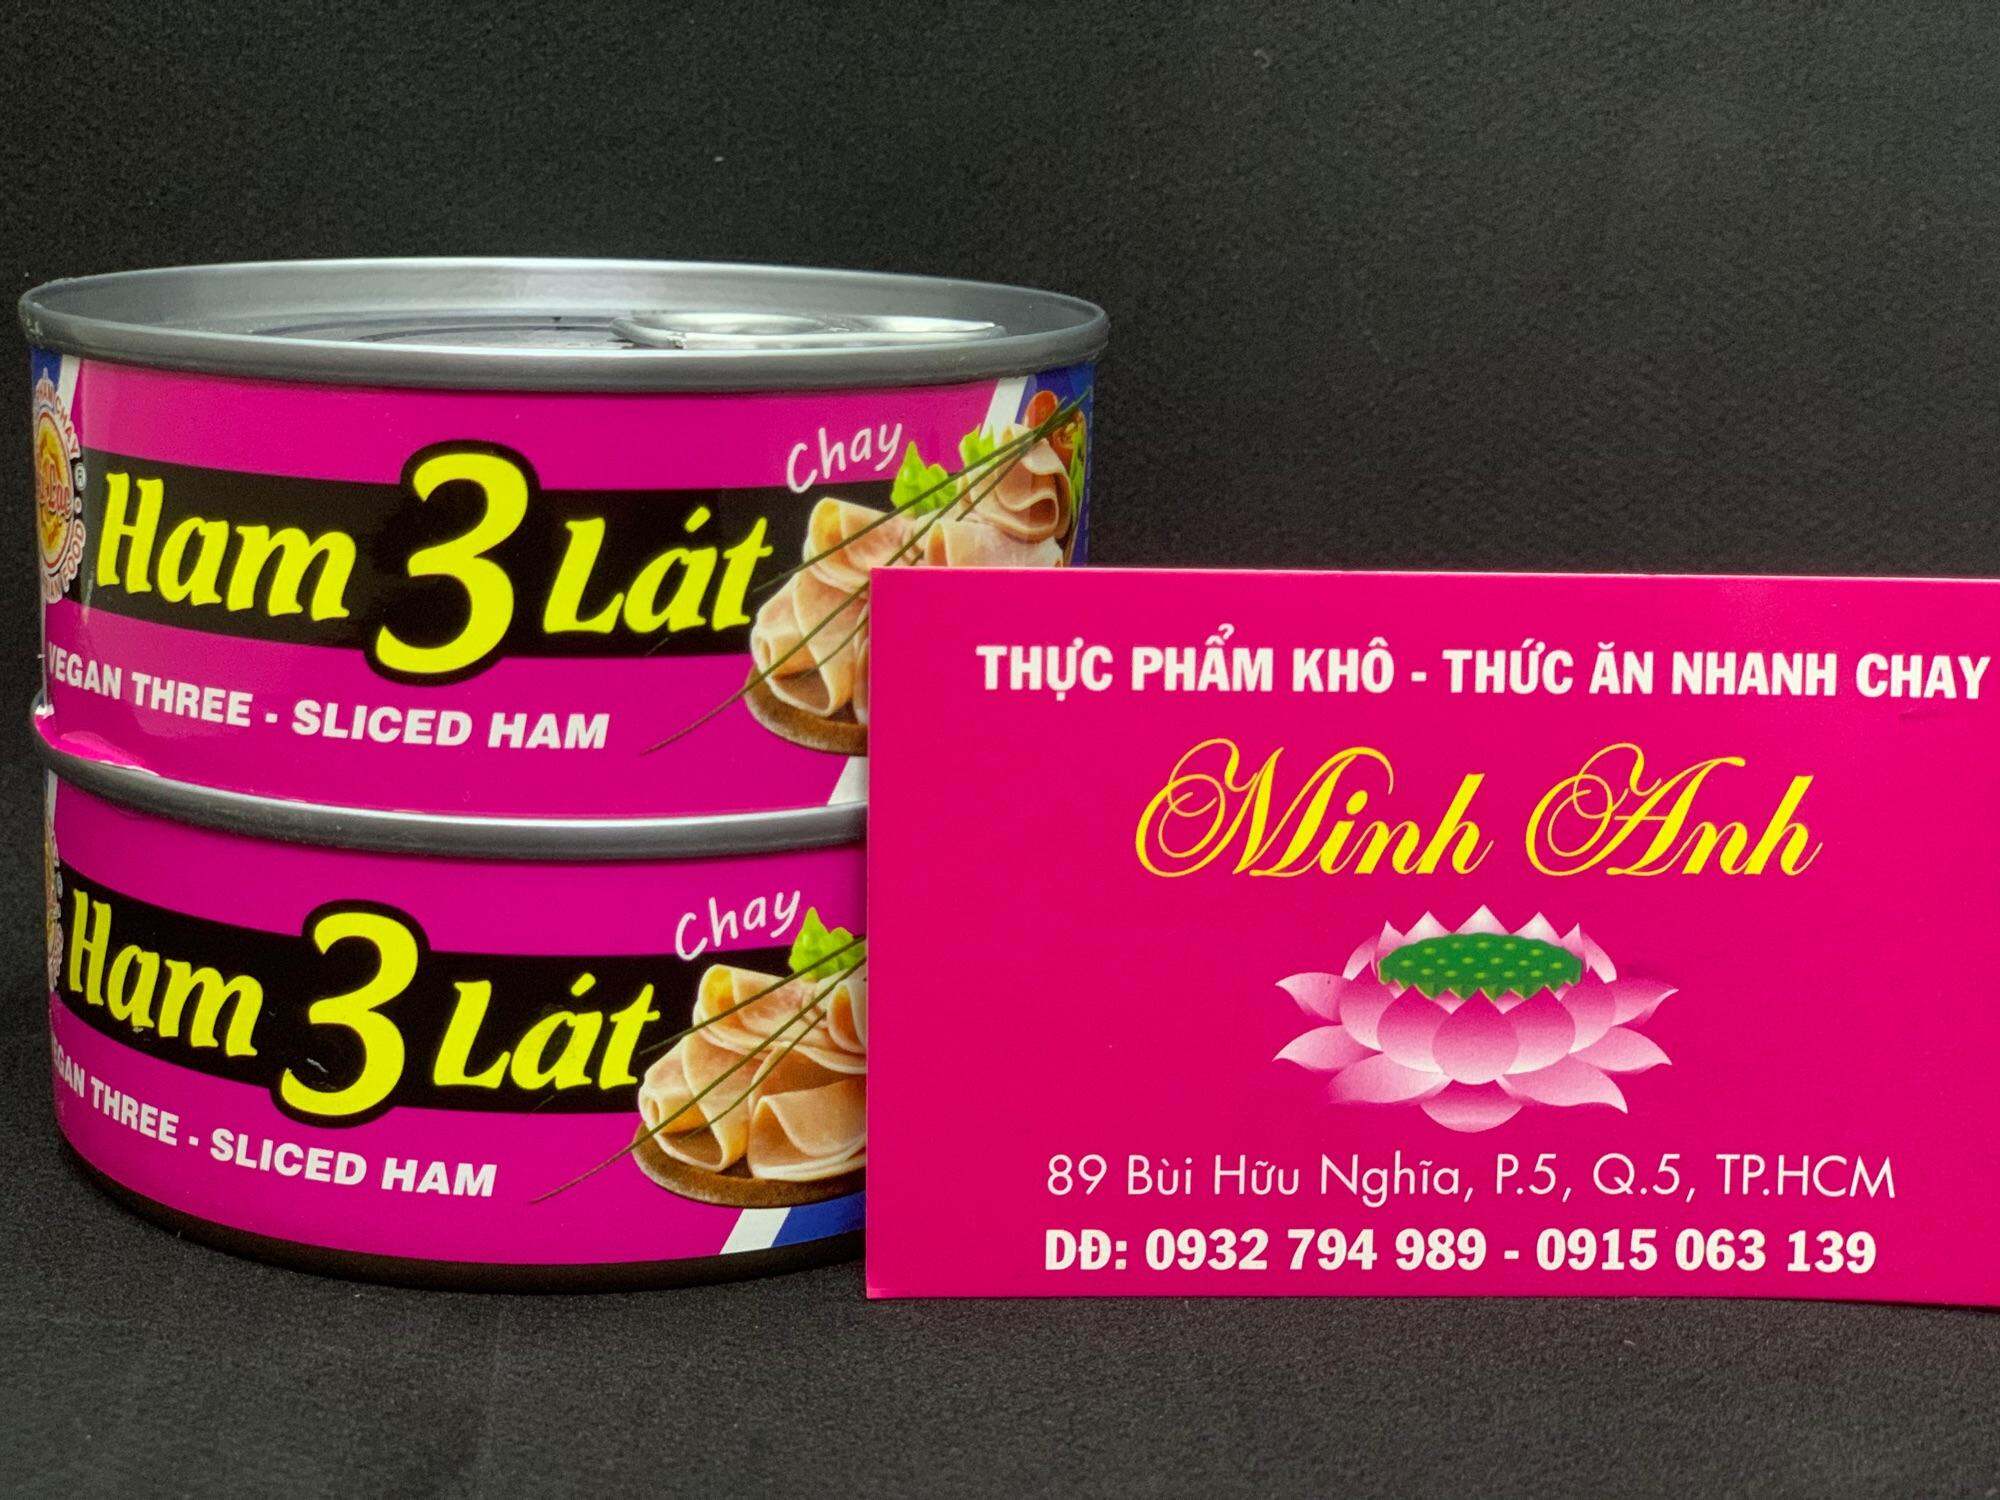 Chay
Ham 3 Lát
VEGAN THREE - SLICED HAM
Chay
Ham 3 Lát
THREE - SLICED HAM
THỰC PHẨM KHÔ - THỨC ĂN NHANH CHAY
Minh Anh
89 Bùi Hữu Nghĩa, P.5, Q.5, TP.HCM
DĐ: 0932 794 989 - 0915 063 139